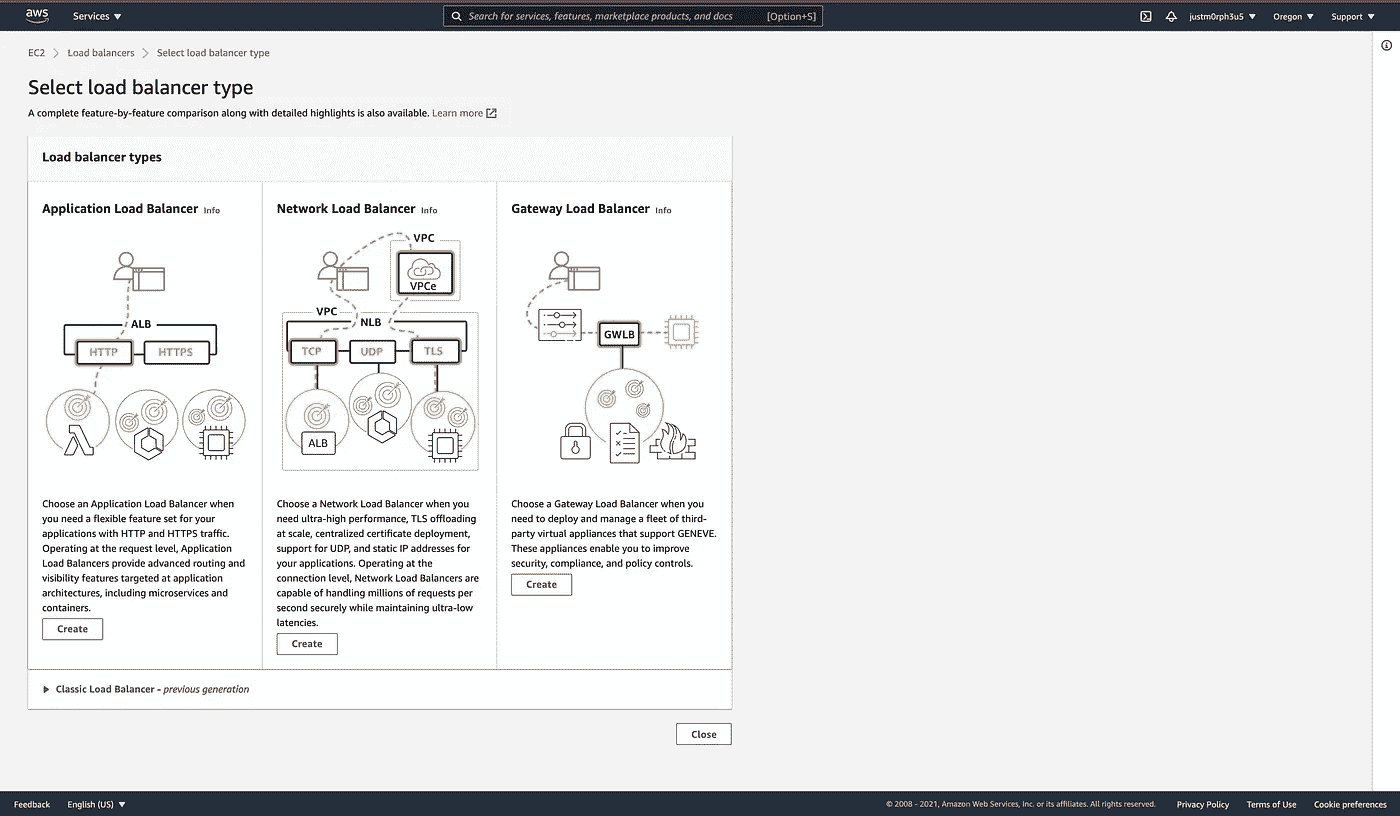 aws
Services
Search for services, features, marketplace products, and docs [Option+S]
justm0rph3u5
Oregon
Support
EC2 > Load balancers > Select load balancer type
Select load balancer type
A complete feature-by-feature comparison along with detailed highlights is also available. Learn more
Load balancer types
Application Load Balancer Info
ALB
HTTP HTTPS
Choose an Application Load Balancer when
you need a flexible feature set for your
applications with HTTP and HTTPS traffic.
Operating at the request level, Application
Load Balancers provide advanced routing and
visibility features targeted at application
architectures, including microservices and
containers.
Create
Network Load Balancer Info
VPC
VPCe
VPC
NLB
TCP UDP TLS
ALB
Choose a Network Load Balancer when you
need ultra-high performance, TLS offloading
at scale, centralized certificate deployment,
support for UDP, and static IP addresses for
your applications. Operating at the
connection level, Network Load Balancers are
capable of handling millions of requests per
second securely while maintaining ultra-low
latencies.
Create
Gateway Load Balancer Info
GWLB
Choose a Gateway Load Balancer when you
need to deploy and manage a fleet of third-
party virtual appliances that support GENEVE.
These appliances enable you to improve
security, compliance, and policy controls.
Create
Classic Load Balancer - previous generation
Close
Feedback
English (US)
© 2008 - 2021, Amazon Web Services, Inc. or its affiliates. All rights reserved.
Privacy Policy
Terms of Use
Cookie preferences